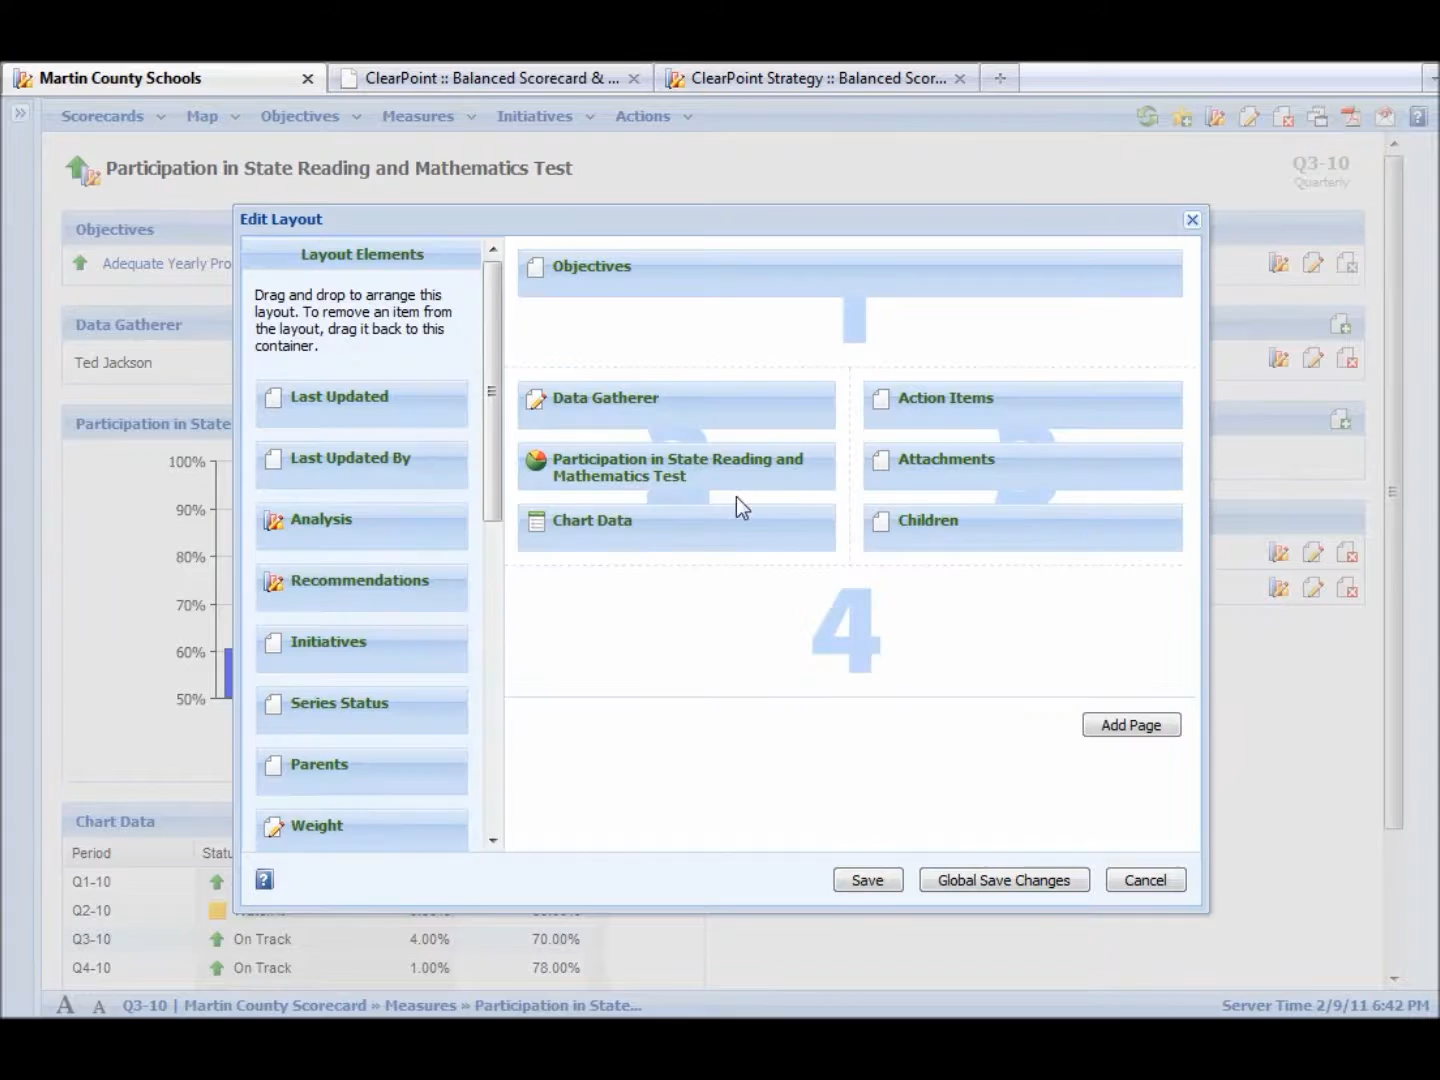 Martin County Schools
ClearPoint :: Balanced Scorecard & ...
ClearPoint Strategy :: Balanced Scor...
Scorecards
Map
Objectives
Measures
Initiatives
Actions
Participation in State Reading and Mathematics Test
Q3-10
Quarterly
Objectives
Adequate Yearly Pro
Data Gatherer
Ted Jackson
Participation in State
100%
90%
80%
70%
60%
50%
Chart Data
Period
Statu
Q1-10
Q2-10
Q3-10
On Track
4.00%
70.00%
Q4-10
On Track
1.00%
78.00%
Edit Layout
Layout Elements
Drag and drop to arrange this
layout. To remove an item from
the layout, drag it back to this
container.
Last Updated
Last Updated By
Analysis
Recommendations
Initiatives
Series Status
Parents
Weight
Objectives
1
Data Gatherer
Participation in State Reading and
Mathematics Test
Chart Data
2
Action Items
Attachments
Children
3
4
Add Page
?
Save
Global Save Changes
Cancel
A A Q3-10 | Martin County Scorecard » Measures » Participation in State...
Server Time 2/9/11 6:42 PM